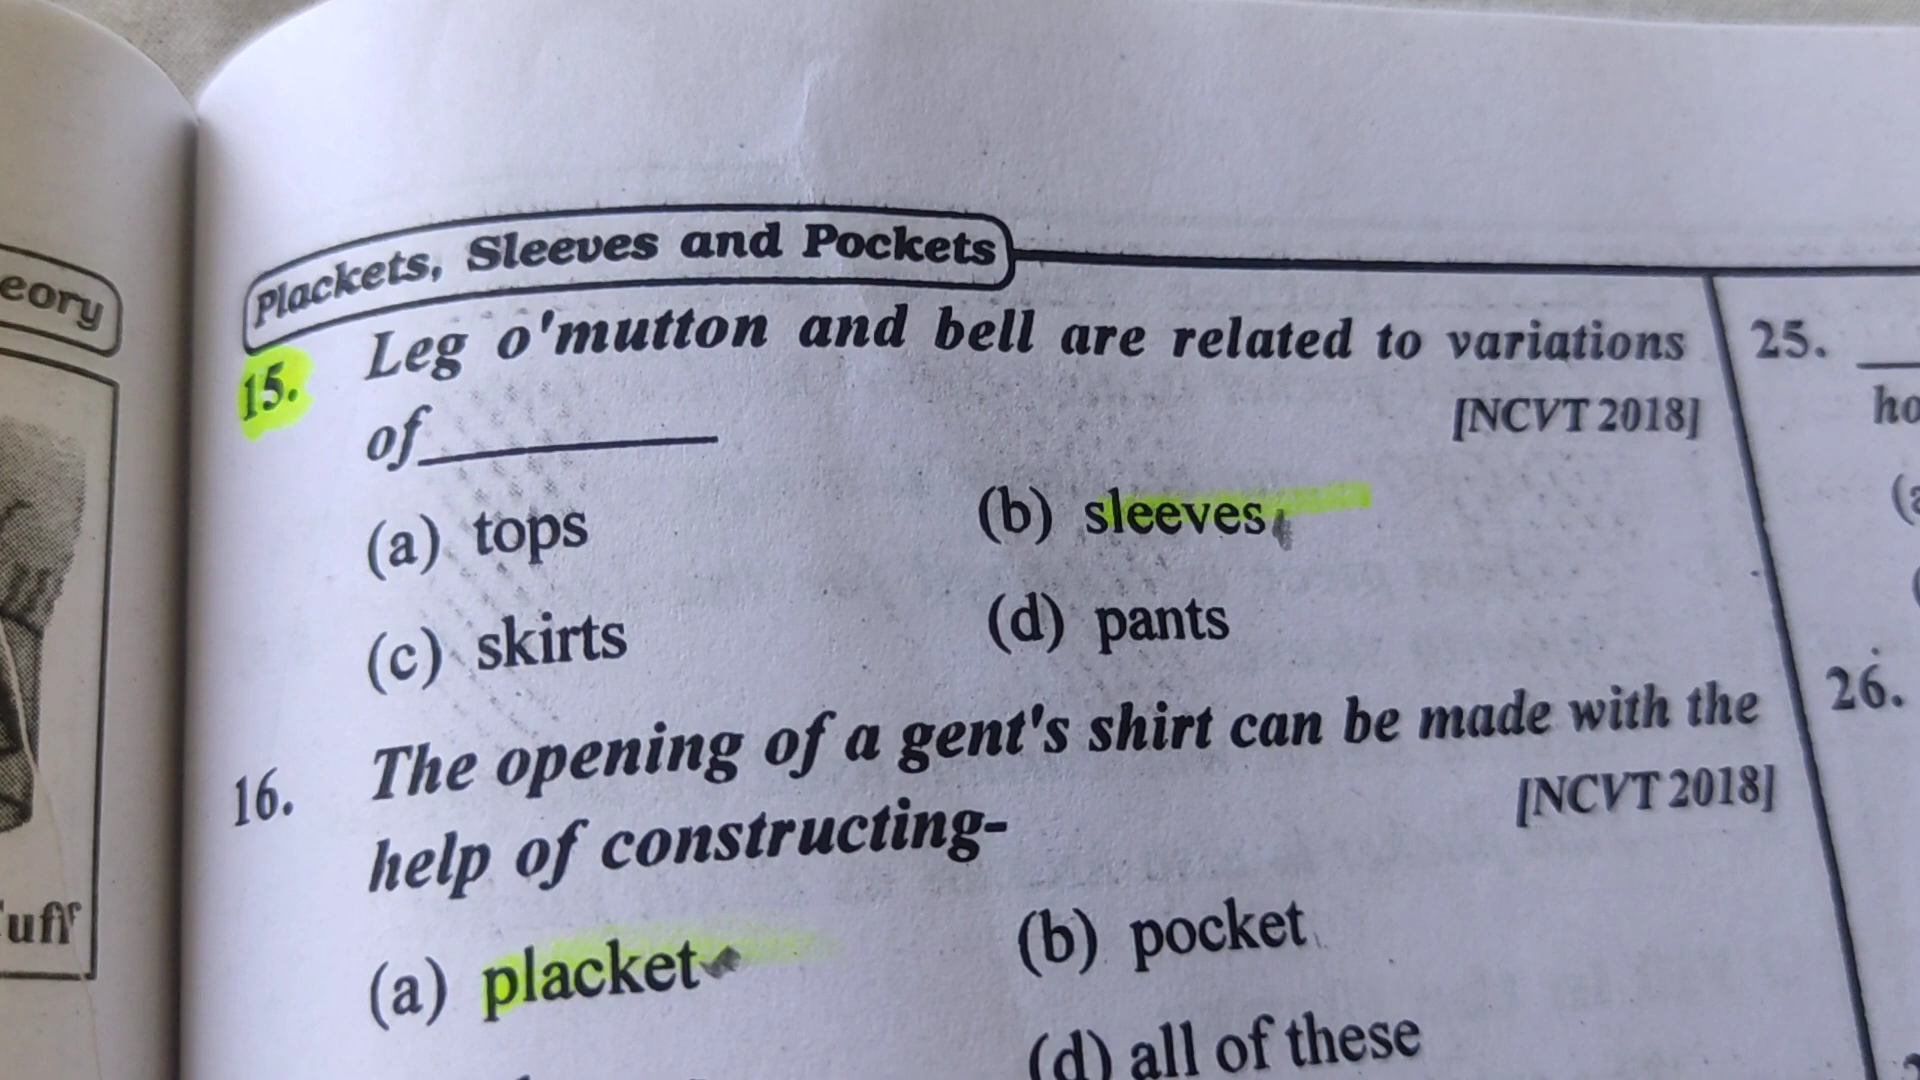 eory
uff
Plackets, Sleeves and Pockets
15. Leg o'mutton and bell are related to variations
of________
[NCVT 2018]
(a) tops
(b) sleeves
(c) skirts
(d) pants
16. The opening of a gent's shirt can be made with the
help of constructing-
[NCVT 2018]
(a) placket
(b) pocket
(d) all of these
25.
ho
26.